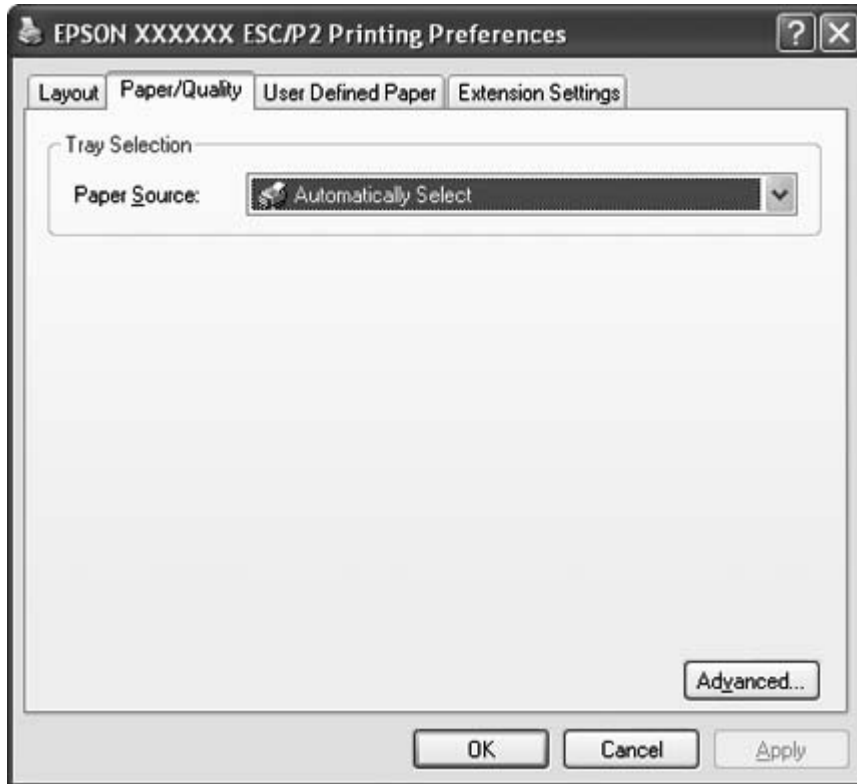 EPSON XXXXXX ESC/P2 Printing Preferences
Layout Paper/Quality User Defined Paper Extension Settings
Tray Selection
Paper Source: Automatically Select
Advanced...
OK Cancel Apply